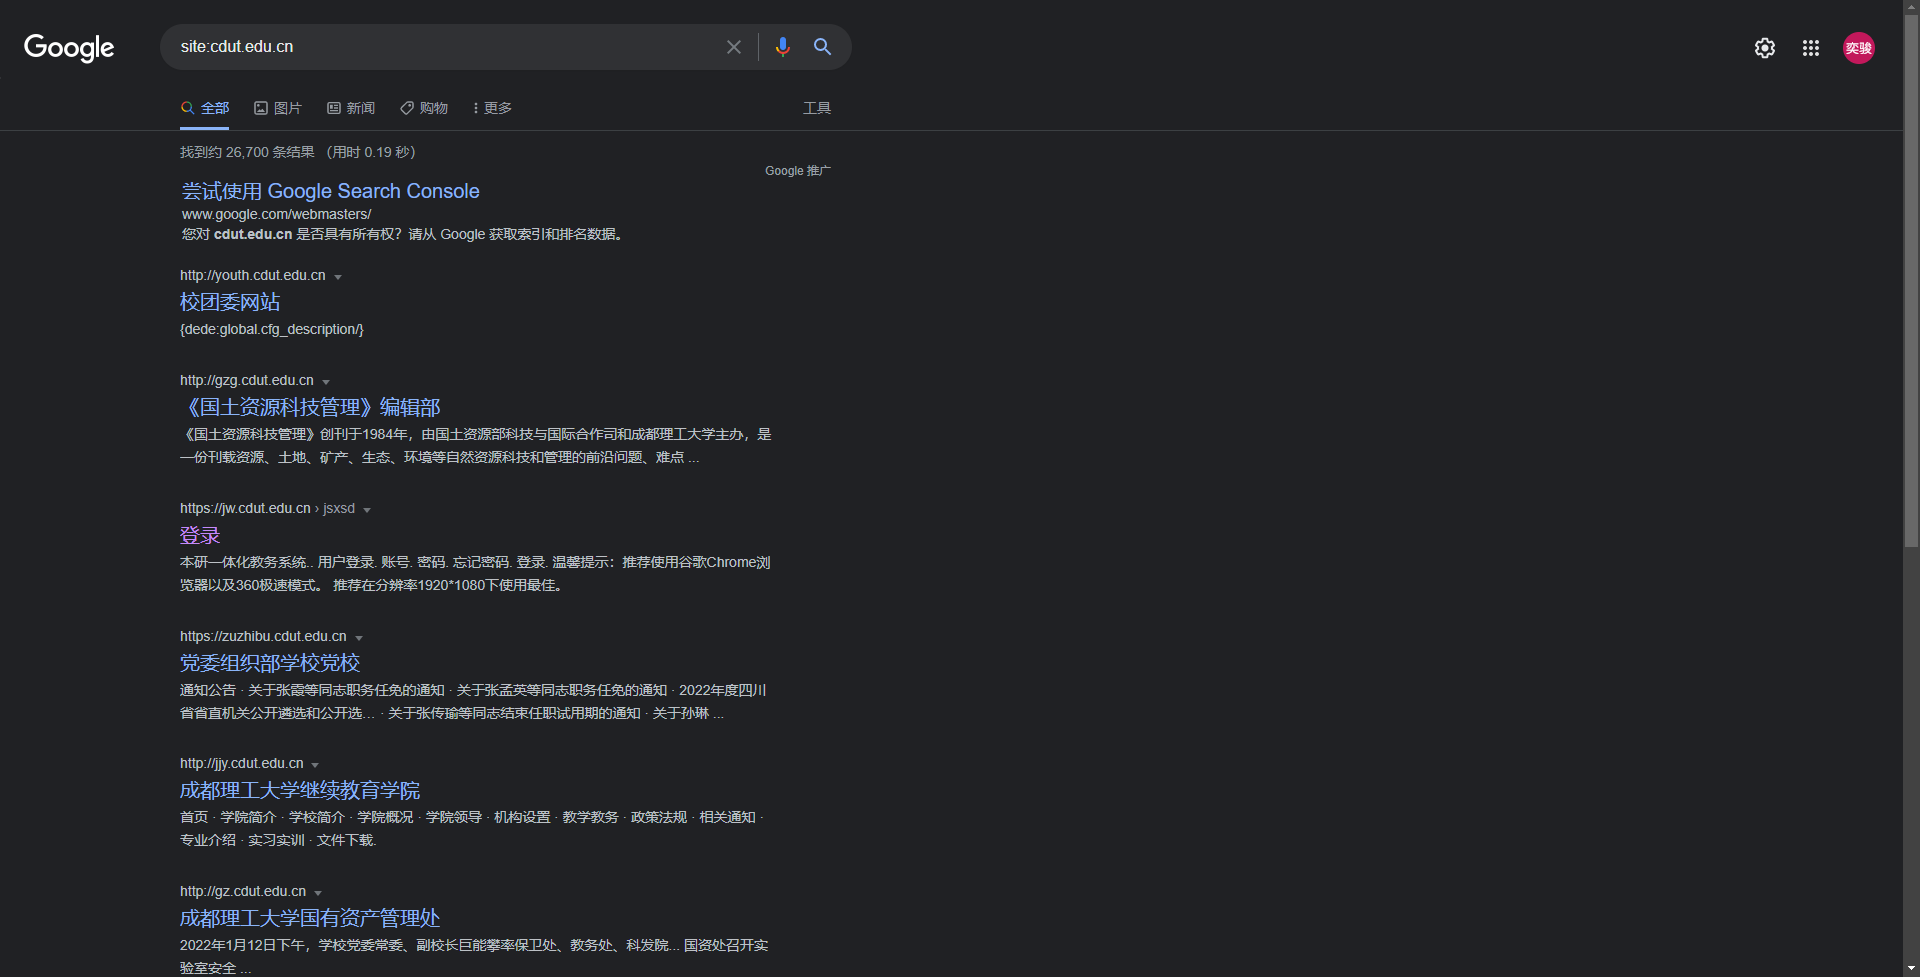 Google
site:cdut.edu.cn
奕骏
全部
图片
新闻
购物
更多
工具
找到约 26,700 条结果 （用时 0.19 秒）
Google 推广
尝试使用 Google Search Console
www.google.com/webmasters/
您对 cdut.edu.cn 是否具有所有权？请从 Google 获取索引和排名数据。
http://youth.cdut.edu.cn
校团委网站
{dede:global.cfg_description/}
http://gzg.cdut.edu.cn
《国土资源科技管理》编辑部
《国土资源科技管理》创刊于1984年，由国土资源部科技与国际合作司和成都理工大学主办，是
一份刊载资源、土地、矿产、生态、环境等自然资源科技和管理的前沿问题、难点 ...
https://jw.cdut.edu.cn › jsxsd
登录
本研一体化教务系统.. 用户登录. 账号. 密码. 忘记密码. 登录. 温馨提示：推荐使用谷歌Chrome浏
览器以及360极速模式。 推荐在分辨率1920*1080下使用最佳。
https://zuzhibu.cdut.edu.cn
党委组织部学校党校
通知公告 · 关于张霞等同志职务任免的通知 · 关于张孟英等同志职务任免的通知 · 2022年度四川
省省直机关公开遴选和公开选... · 关于张传瑜等同志结束任职试用期的通知 · 关于孙琳 ...
http://jjy.cdut.edu.cn
成都理工大学继续教育学院
首页 · 学院简介 · 学校简介 · 学院概况 · 学院领导 · 机构设置 · 教学教务 · 政策法规 · 相关通知 ·
专业介绍 · 实习实训 · 文件下载.
http://gz.cdut.edu.cn
成都理工大学国有资产管理处
2022年1月12日下午，学校党委常委、副校长巨能攀率保卫处、教务处、科发院... 国资处召开实
验室安全 ...